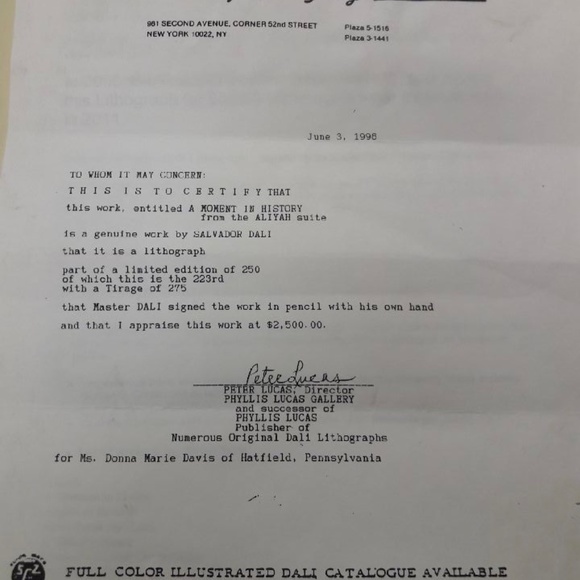 981 SECOND AVENUE, CORNER 52nd STREET
NEW YORK 10022, NY
Plaza 5-1516
Plaza 3-1441
June 3, 1998
TO WHOM IT MAY CONCERN:
THIS IS TO CERTIFY THAT
this work, entitled A MOMENT IN HISTORY
from the ALIYAH suite
is a genuine work by SALVADOR DALI
that it is a lithograph
part of a limited edition of 250
of which this is the 223rd
with a Tirage of 275
that Master DALI signed the work in pencil with his own hand
and that I appraise this work at $2,500.00.
Peter Lucas
PETER LUCAS, Director
PHYLLIS LUCAS GALLERY
and successor of
PHYLLIS LUCAS
Publisher of
Numerous Original Dali Lithographs
for Ms. Donna Marie Davis of Hatfield, Pennsylvania
FULL COLOR ILLUSTRATED DALI CATALOGUE AVAILABLE